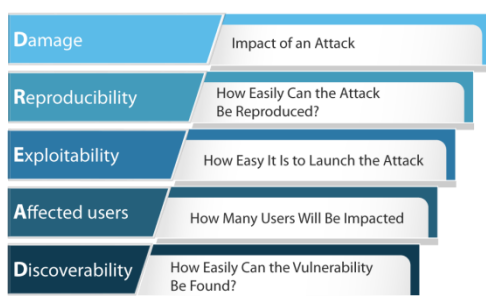 Damage
Impact of an Attack
Reproducibility
How Easily Can the Attack
Be Reproduced?
Exploitability
How Easy It Is to Launch the Attack
Affected users
How Many Users Will Be Impacted
Discoverability
How Easily Can the Vulnerability
Be Found?